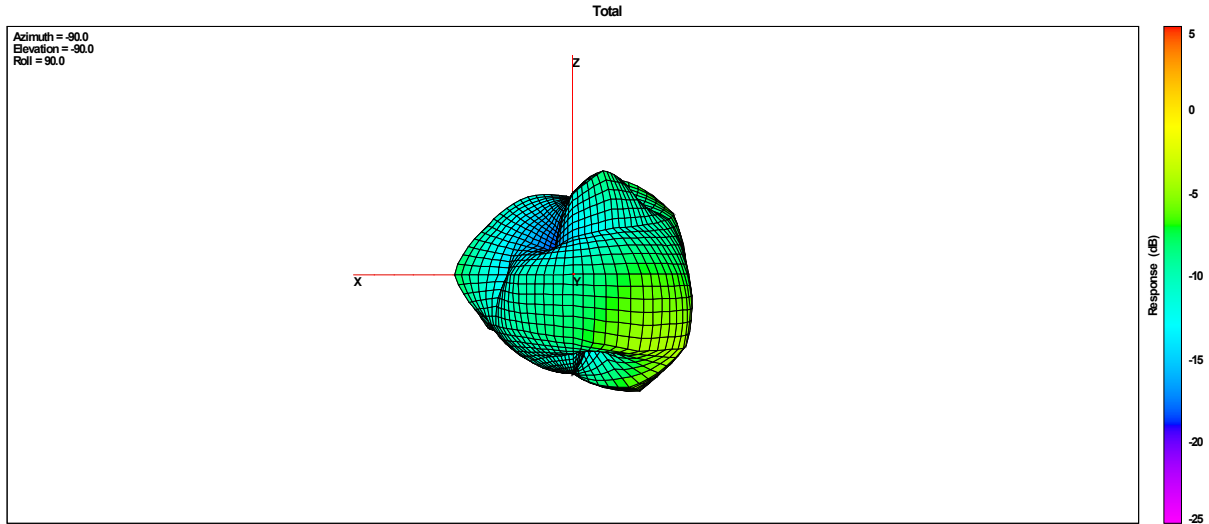 Total
Azimuth = -90.0
Elevation = -90.0
Roll = 90.0
Z
X
Y
5
0
-5
-10
-15
-20
-25
Response (dB)